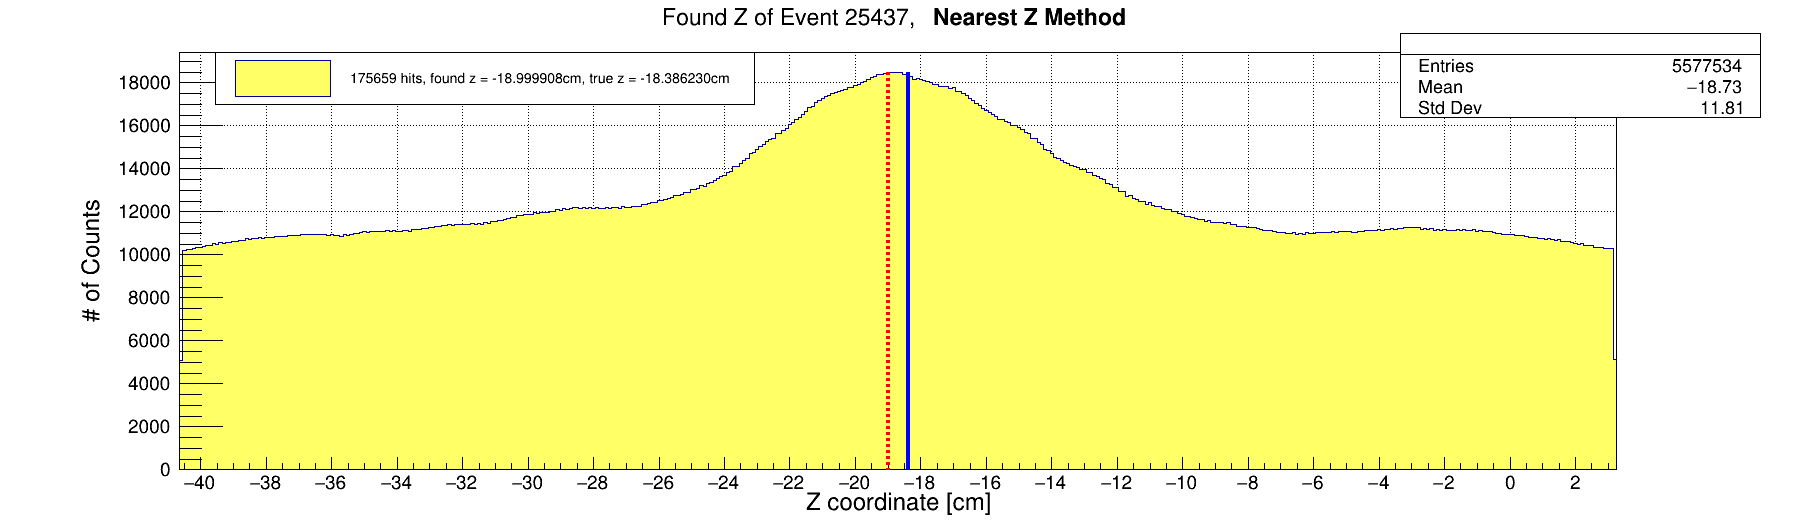 Found Z of Event 25437, Nearest Z Method
175659 hits, found z = -18.999908cm, true z = -18.386230cm
Entries 5577534
Mean −18.73
Std Dev 11.81
# of Counts
18000
16000
14000
12000
10000
8000
6000
4000
2000
0
−40 −38 −36 −34 −32 −30 −28 −26 −24 −22 −20 −18 −16 −14 −12 −10 −8 −6 −4 −2 0 2
Z coordinate [cm]